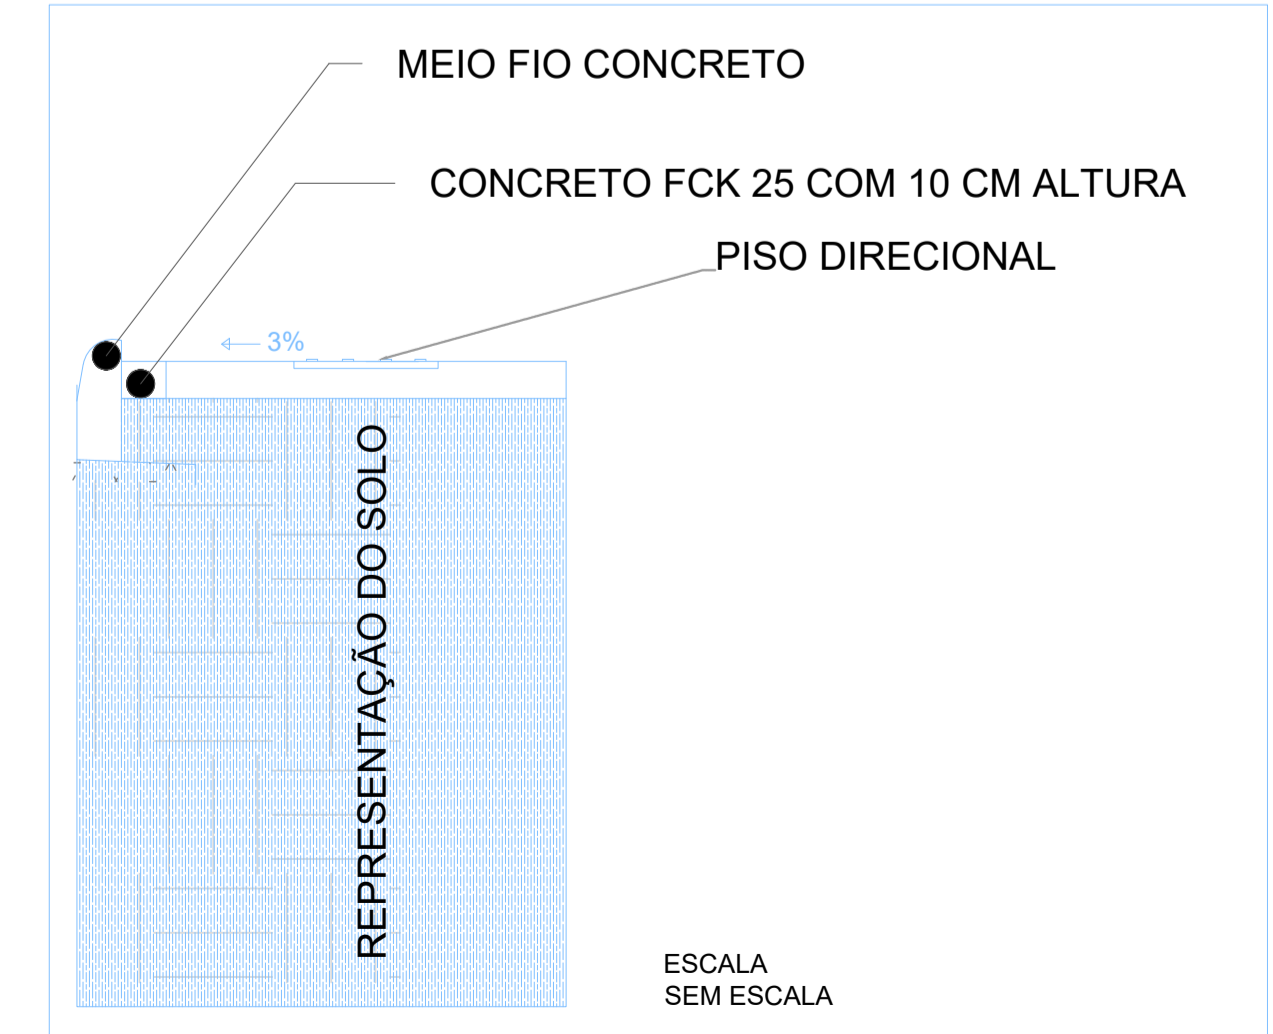 MEIO FIO CONCRETO
CONCRETO FCK 25 COM 10 CM ALTURA
PISO DIRECIONAL
3%
REPRESENTAÇÃO DO SOLO
ESCALA
SEM ESCALA